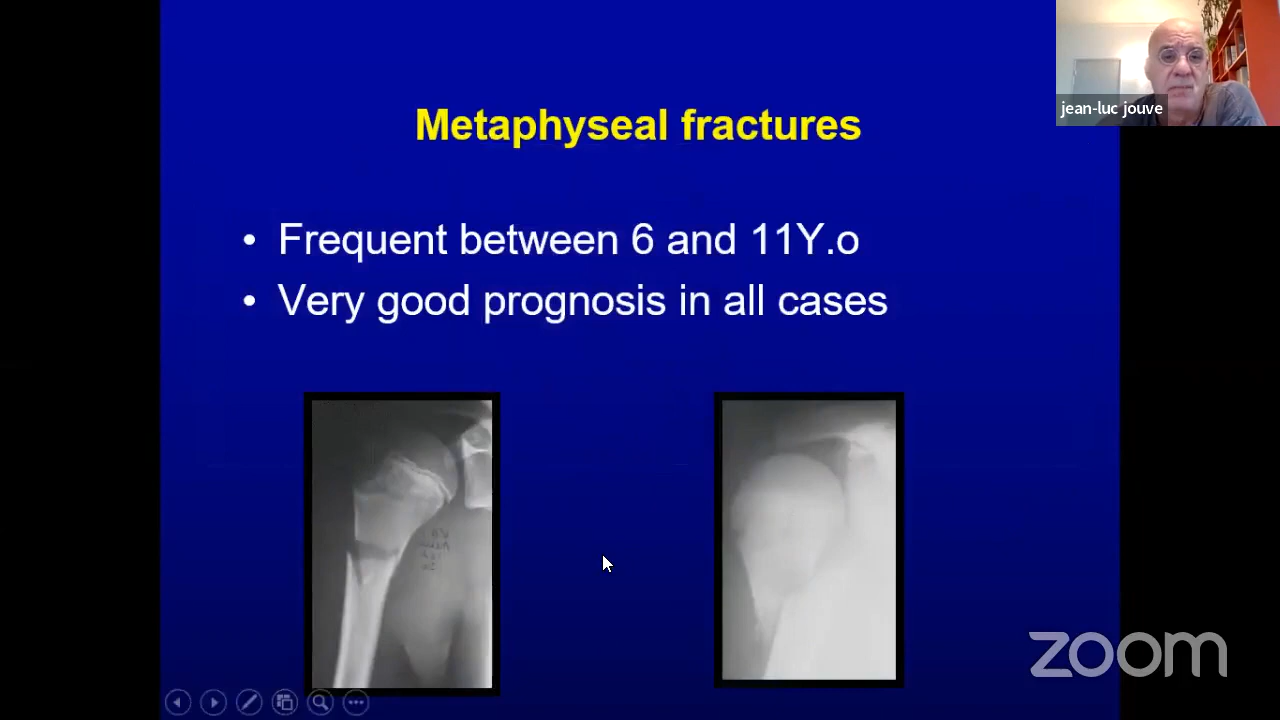 jean-luc jouve
Metaphyseal fractures
• Frequent between 6 and 11Y.o
• Very good prognosis in all cases
zoom